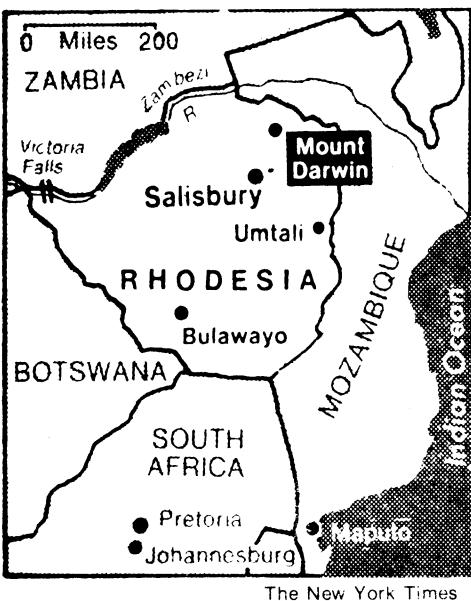 0 Miles 200
ZAMBIA
Zambezi
R
Victoria
Falls
Mount
Darwin
Salisbury
Umtali
RHODESIA
MOZAMBIQUE
Indian Ocean
Bulawayo
BOTSWANA
SOUTH
AFRICA
Pretoria
Maputo
Johannesburg
The New York Times